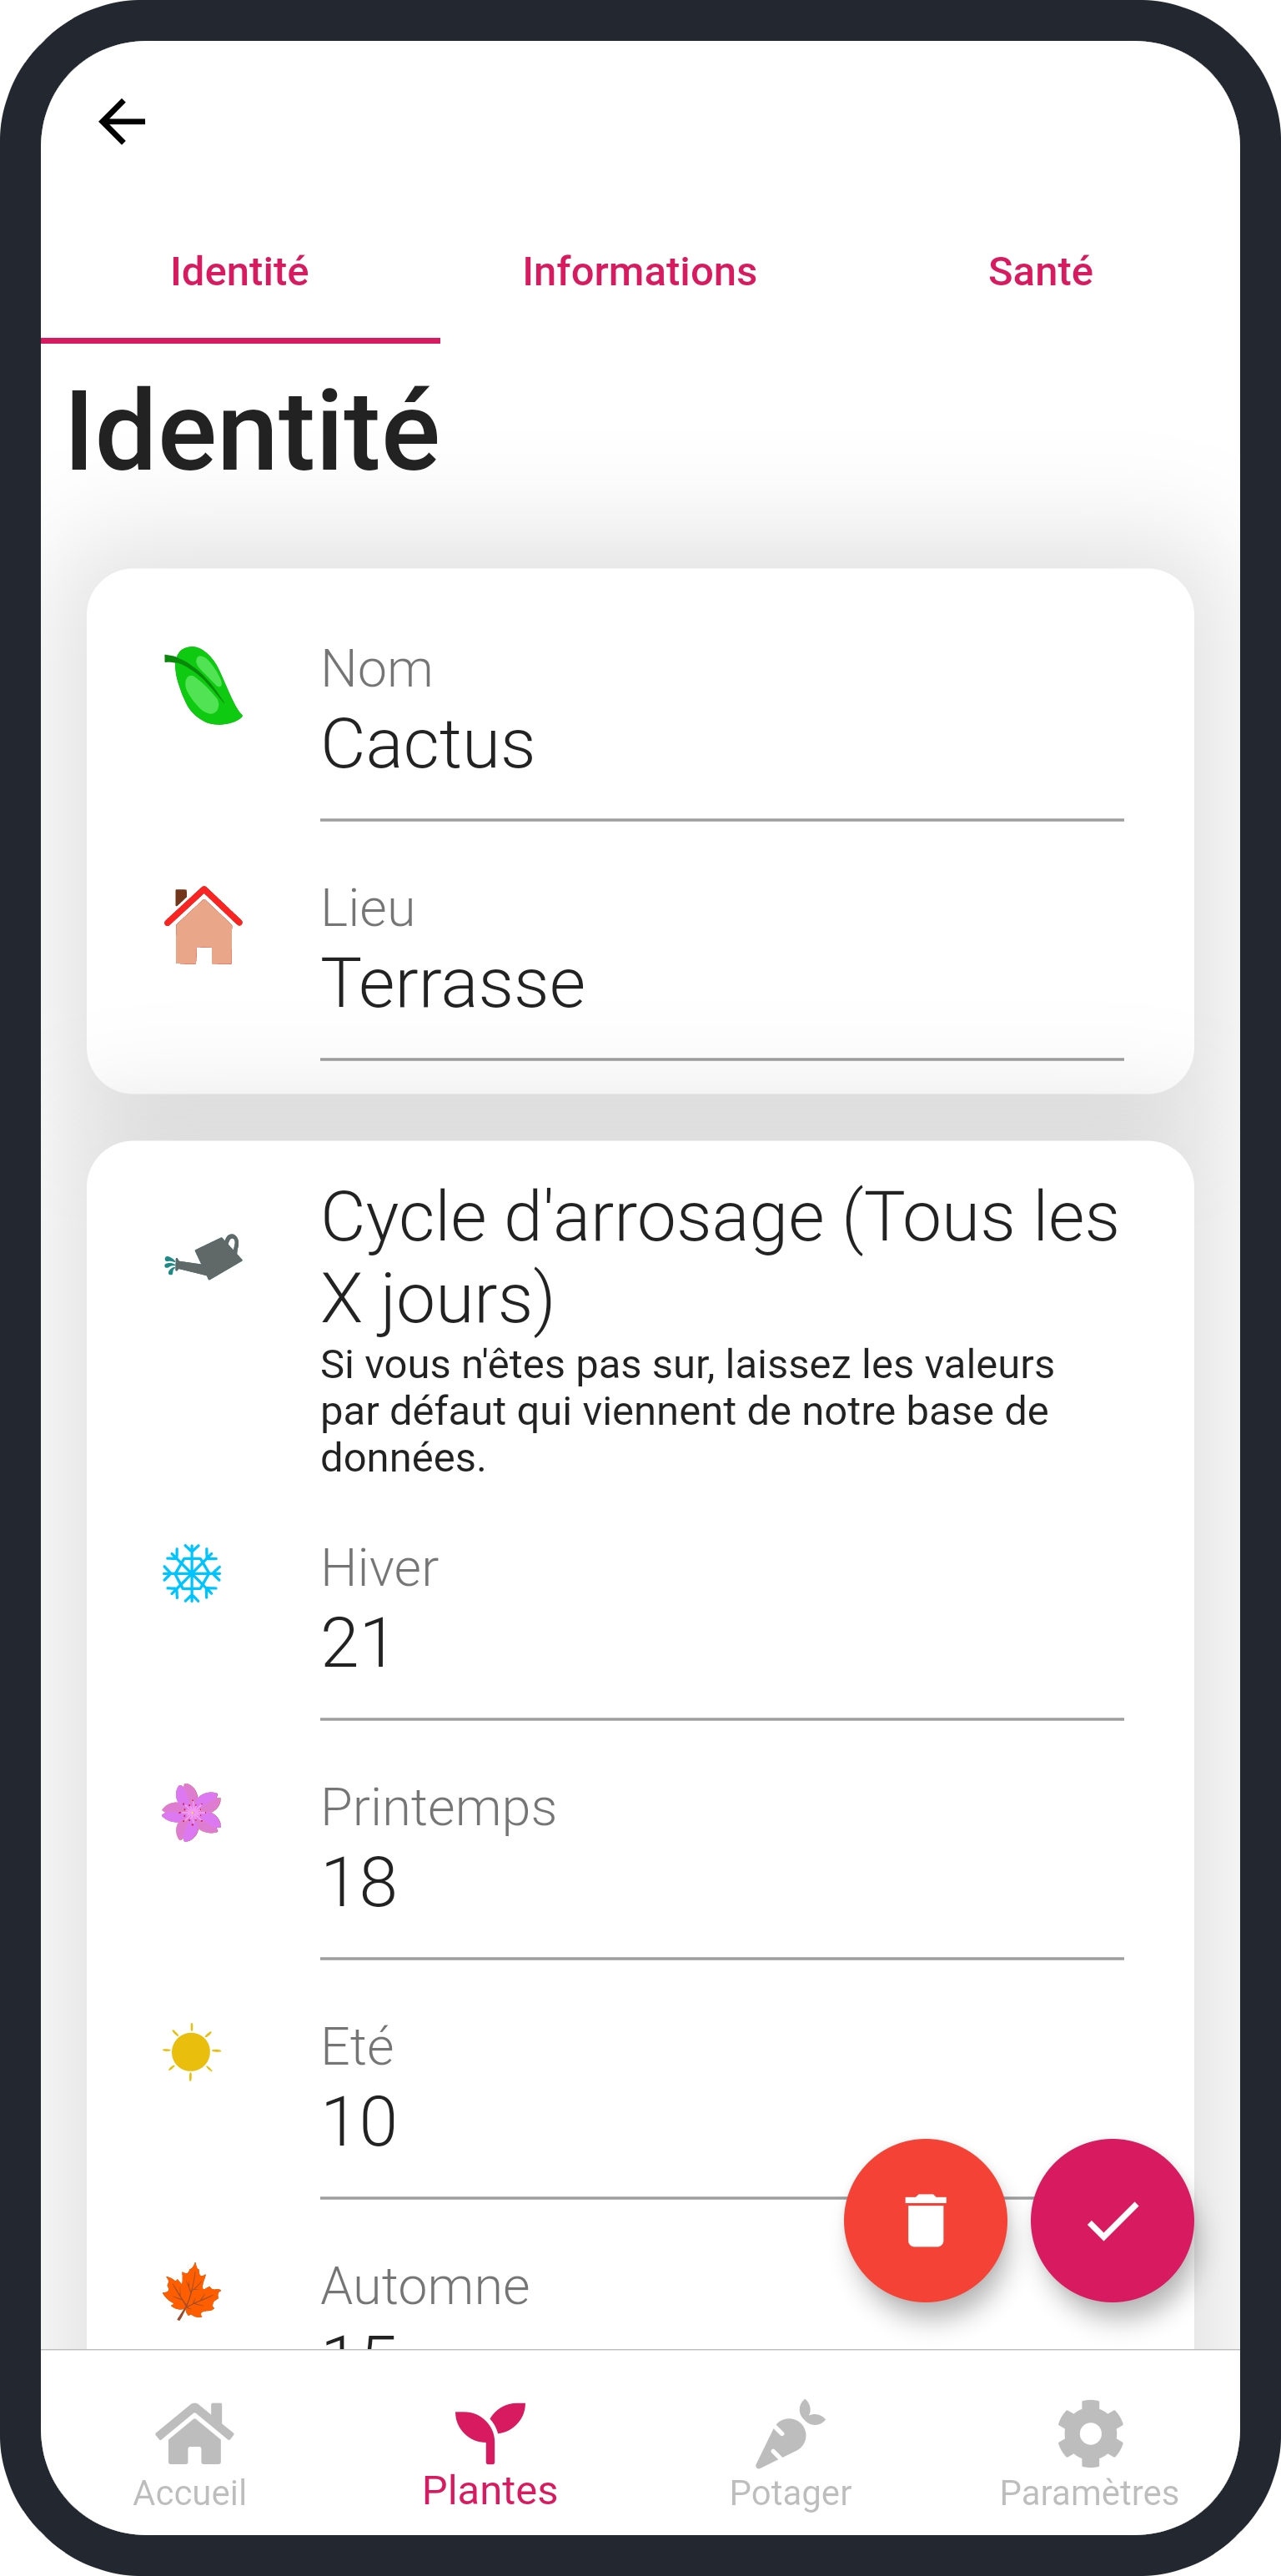 Identité
Informations
Santé
Identité
Nom
Cactus
Lieu
Terrasse
Cycle d'arrosage (Tous les
X jours)
Si vous n'êtes pas sur, laissez les valeurs
par défaut qui viennent de notre base de
données.
Hiver
21
Printemps
18
Eté
10
Automne
15
Accueil
Plantes
Potager
Paramètres